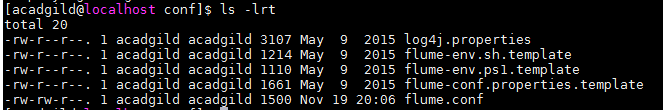 [acadgild@localhost conf]$ ls -lrt
total 20
-rw-r--r--. 1 acadgild acadgild 3107 May  9  2015 log4j.properties
-rw-r--r--. 1 acadgild acadgild 1214 May  9  2015 flume-env.sh.template
-rw-r--r--. 1 acadgild acadgild 1110 May  9  2015 flume-env.ps1.template
-rw-r--r--. 1 acadgild acadgild 1661 May  9  2015 flume-conf.properties.template
-rw-rw-r--. 1 acadgild acadgild 1500 Nov 19 20:06 flume.conf